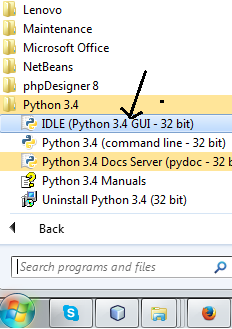 Lenovo
Maintenance
Microsoft Office
NetBeans
phpDesigner 8
Python 3.4
IDLE (Python 3.4 GUI - 32 bit)
Python 3.4 (command line - 32 bit)
Python 3.4 Docs Server (pydoc - 32 b
Python 3.4 Manuals
Uninstall Python 3.4 (32 bit)
Back
Search programs and files